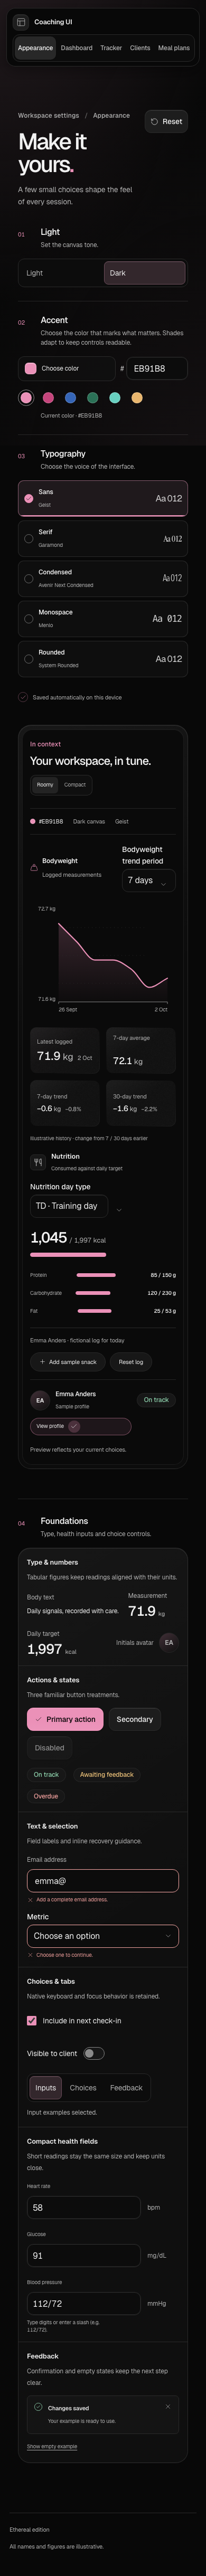 Coaching UI
Appearance Dashboard Tracker Clients Meal plans
Workspace settings / Appearance
Reset
Make it
yours.
A few small choices shape the feel
of every session.
01
Light
Set the canvas tone.
Light
Dark
02
Accent
Choose the color that marks what matters. Shades
adapt to keep controls readable.
Choose color
# EB91B8
Current color · #EB91B8
03
Typography
Choose the voice of the interface.
Sans
Geist
Aa 012
Serif
Garamond
Aa 012
Condensed
Avenir Next Condensed
Aa 012
Monospace
Menlo
Aa 012
Rounded
System Rounded
Aa 012
Saved automatically on this device
In context
Your workspace, in tune.
Roomy Compact
#EB91B8 Dark canvas Geist
Bodyweight
Logged measurements
Bodyweight
trend period
7 days
72.7 kg
71.6 kg
26 Sept
2 Oct
Latest logged
71.9 kg 2 Oct
7-day average
72.1 kg
7-day trend
−0.6 kg −0.8%
30-day trend
−1.6 kg −2.2%
Illustrative history · change from 7 / 30 days earlier
Nutrition
Consumed against daily target
Nutrition day type
TD · Training day
1,045 / 1,997 kcal
Protein 85 / 150 g
Carbohydrate 120 / 230 g
Fat 25 / 53 g
Emma Anders · fictional log for today
Add sample snack
Reset log
EA
Emma Anders
Sample profile
On track
View profile
Preview reflects your current choices.
04
Foundations
Type, health inputs and choice controls.
Type & numbers
Tabular figures keep readings aligned with their units.
Body text
Daily signals, recorded with care.
Measurement
71.9 kg
Daily target
1,997 kcal
Initials avatar EA
Actions & states
Three familiar button treatments.
Primary action
Secondary
Disabled
On track
Awaiting feedback
Overdue
Text & selection
Field labels and inline recovery guidance.
Email address
emma@
Add a complete email address.
Metric
Choose an option
Choose one to continue.
Choices & tabs
Native keyboard and focus behavior is retained.
Include in next check-in
Visible to client
Inputs Choices Feedback
Input examples selected.
Compact health fields
Short readings stay the same size and keep units
close.
Heart rate
58 bpm
Glucose
91 mg/dL
Blood pressure
112/72 mmHg
Type digits or enter a slash (e.g.
112/72).
Feedback
Confirmation and empty states keep the next step
clear.
Changes saved
Your example is ready to use.
Show empty example
Ethereal edition
All names and figures are illustrative.